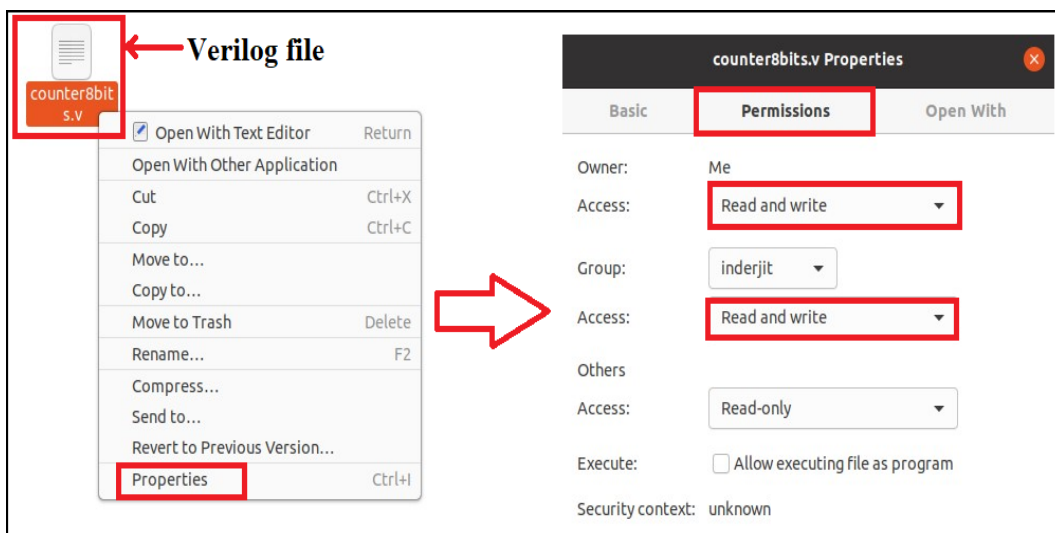 Verilog file
counter8bit
s.v
Open With Text Editor Return
Open With Other Application
Cut Ctrl+X
Copy Ctrl+C
Move to...
Copy to...
Move to Trash Delete
Rename... F2
Compress...
Send to...
Revert to Previous Version...
Properties Ctrl+I
counter8bits.v Properties
Basic Permissions Open With
Owner: Me
Access: Read and write
Group: inderjit
Access: Read and write
Others
Access: Read-only
Execute: Allow executing file as program
Security context: unknown